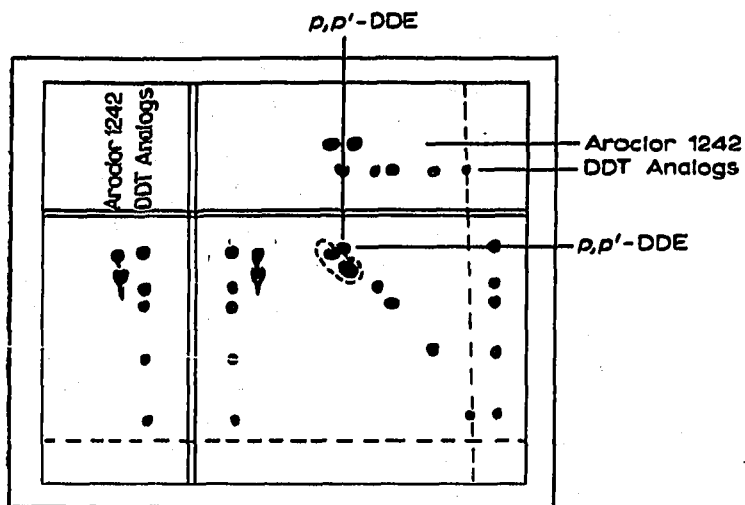 p,p'-DDE
Aroclor 1242
DDT Analogs
Aroclor 1242
DDT Analogs
p,p'-DDE